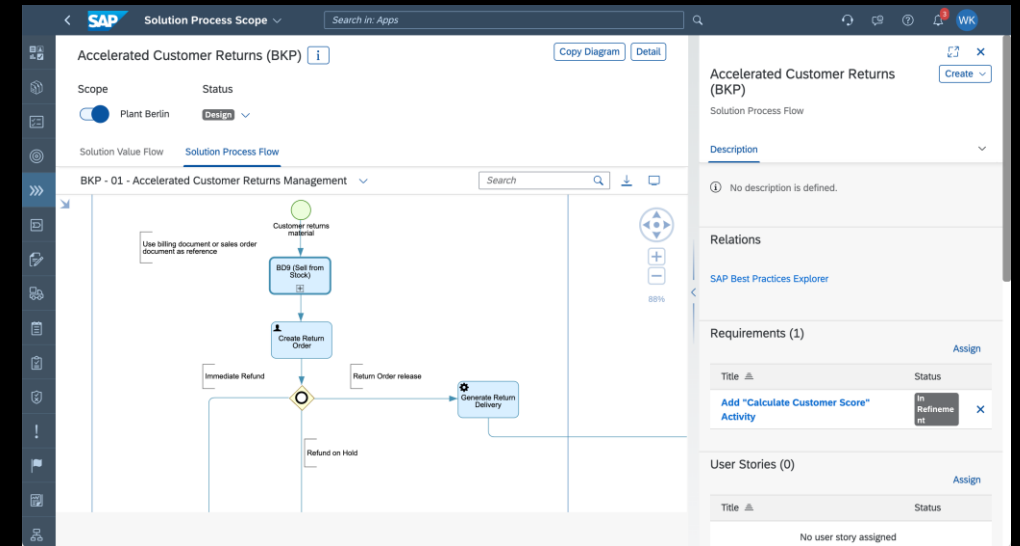 SAP
Solution Process Scope
Search in: Apps
3
WK
Accelerated Customer Returns (BKP)
i
Copy Diagram
Detail
Scope
Status
Plant Berlin
Design
Solution Value Flow
Solution Process Flow
BKP - 01 - Accelerated Customer Returns Management
Search
Customer returns
material
Use billing document or sales order
document as reference
BD9 (Sell from
Stock)
Create Return
Order
Immediate Refund
Return Order release
Generate Return
Delivery
Refund on Hold
88%
Accelerated Customer Returns
(BKP)
Create
Solution Process Flow
Description
No description is defined.
Relations
SAP Best Practices Explorer
Requirements (1)
Assign
Title
Status
Add "Calculate Customer Score"
Activity
In
Refineme
nt
User Stories (0)
Assign
Title
Status
No user story assigned